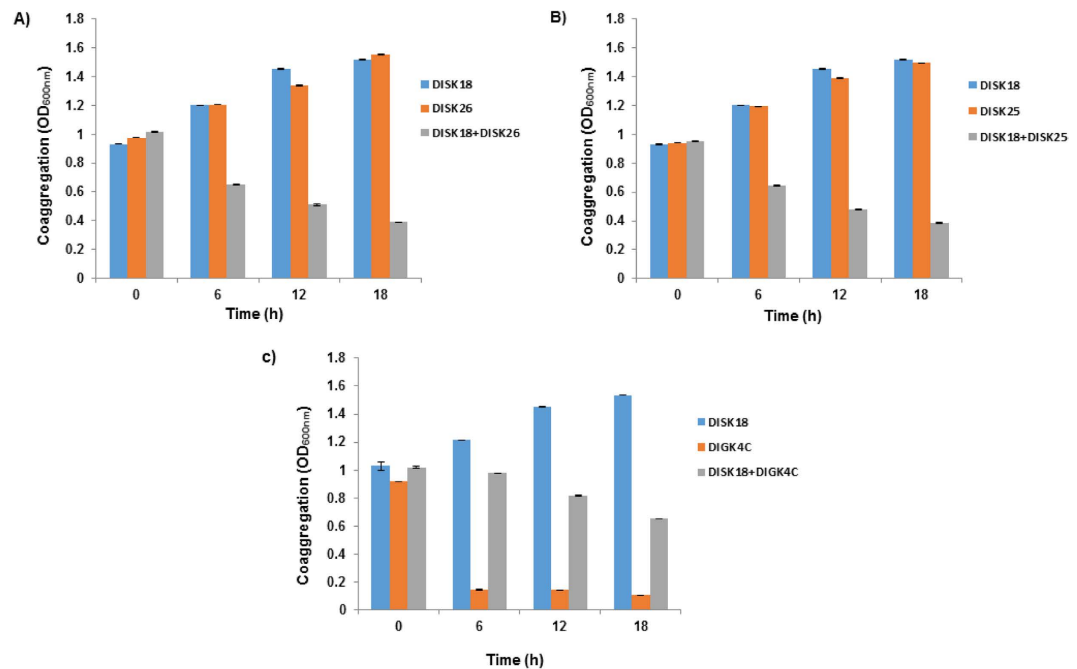 A)
Coaggregation (OD600nm)
1.8
1.6
1.4
1.2
1
0.8
0.6
0.4
0.2
0
0 6 12 18
Time (h)
DISK18
DISK26
DISK18+DISK26
B)
Coaggregation (OD600nm)
1.8
1.6
1.4
1.2
1
0.8
0.6
0.4
0.2
0
0 6 12 18
Time (h)
DISK18
DISK25
DISK18+DISK25
c)
Coaggregation (OD600nm)
1.8
1.6
1.4
1.2
1
0.8
0.6
0.4
0.2
0
0 6 12 18
Time (h)
DISK18
DIGK4C
DISK18+DIGK4C